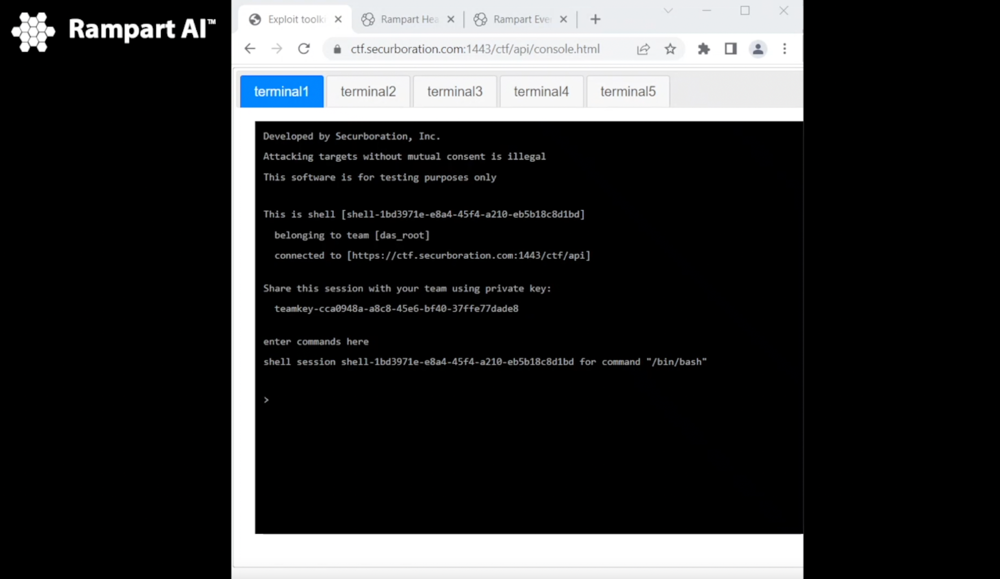 Rampart AI™
Exploit toolki
Rampart Hea
Rampart Ever
ctf.securboration.com:1443/ctf/api/console.html
terminal1 terminal2 terminal3 terminal4 terminal5
Developed by Securboration, Inc.
Attacking targets without mutual consent is illegal
This software is for testing purposes only
This is shell [shell-1bd3971e-e8a4-45f4-a210-eb5b18c8d1bd]
belonging to team [das_root]
connected to [https://ctf.securboration.com:1443/ctf/api]
Share this session with your team using private key:
teamkey-cca0948a-a8c8-45e6-bf40-37ffe77dade8
enter commands here
shell session shell-1bd3971e-e8a4-45f4-a210-eb5b18c8d1bd for command "/bin/bash"
>